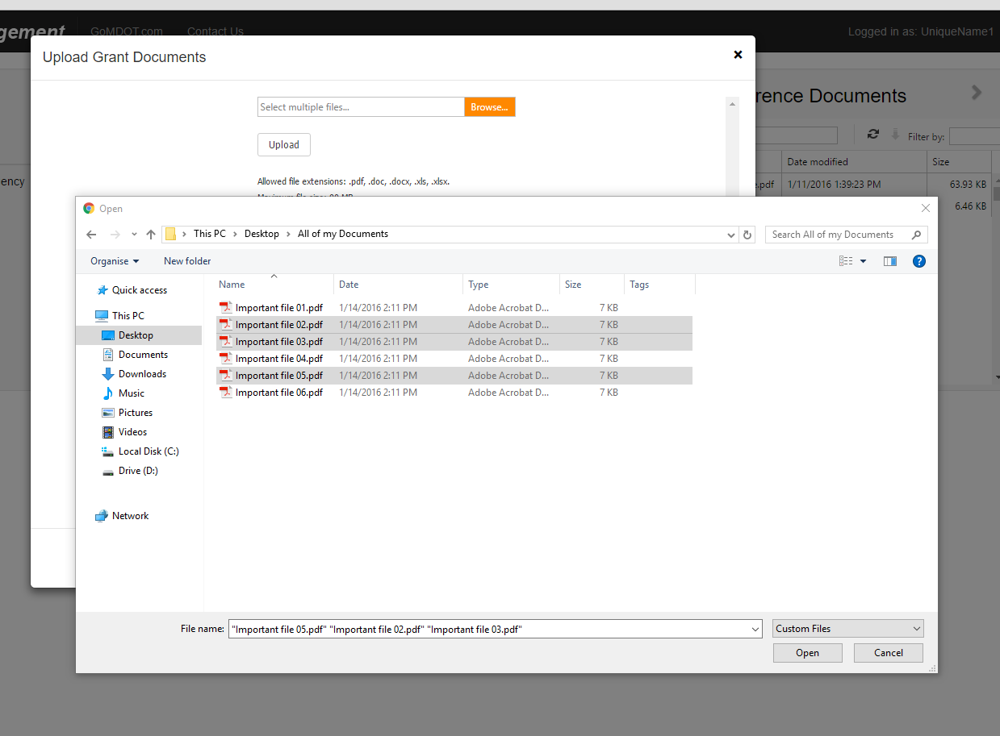 gement GoMDOT.com Contact Us Logged in as: UniqueName1
Upload Grant Documents
rence Documents
Select multiple files... Browse...
Filter by:
Upload
Date modified Size
ency
Allowed file extensions: .pdf, .doc, .docx, .xls, .xlsx.
.pdf 1/11/2016 1:39:23 PM 63.93 KB
6.46 KB
Open
This PC Desktop All of my Documents Search All of my Documents
Organise New folder
Name Date Type Size Tags
Quick access
This PC
Desktop
Documents
Downloads
Music
Pictures
Videos
Local Disk (C:)
Drive (D:)
Network
Important file 01.pdf 1/14/2016 2:11 PM Adobe Acrobat D... 7 KB
Important file 02.pdf 1/14/2016 2:11 PM Adobe Acrobat D... 7 KB
Important file 03.pdf 1/14/2016 2:11 PM Adobe Acrobat D... 7 KB
Important file 04.pdf 1/14/2016 2:11 PM Adobe Acrobat D... 7 KB
Important file 05.pdf 1/14/2016 2:11 PM Adobe Acrobat D... 7 KB
Important file 06.pdf 1/14/2016 2:11 PM Adobe Acrobat D... 7 KB
File name: "Important file 05.pdf" "Important file 02.pdf" "Important file 03.pdf" Custom Files
Open Cancel